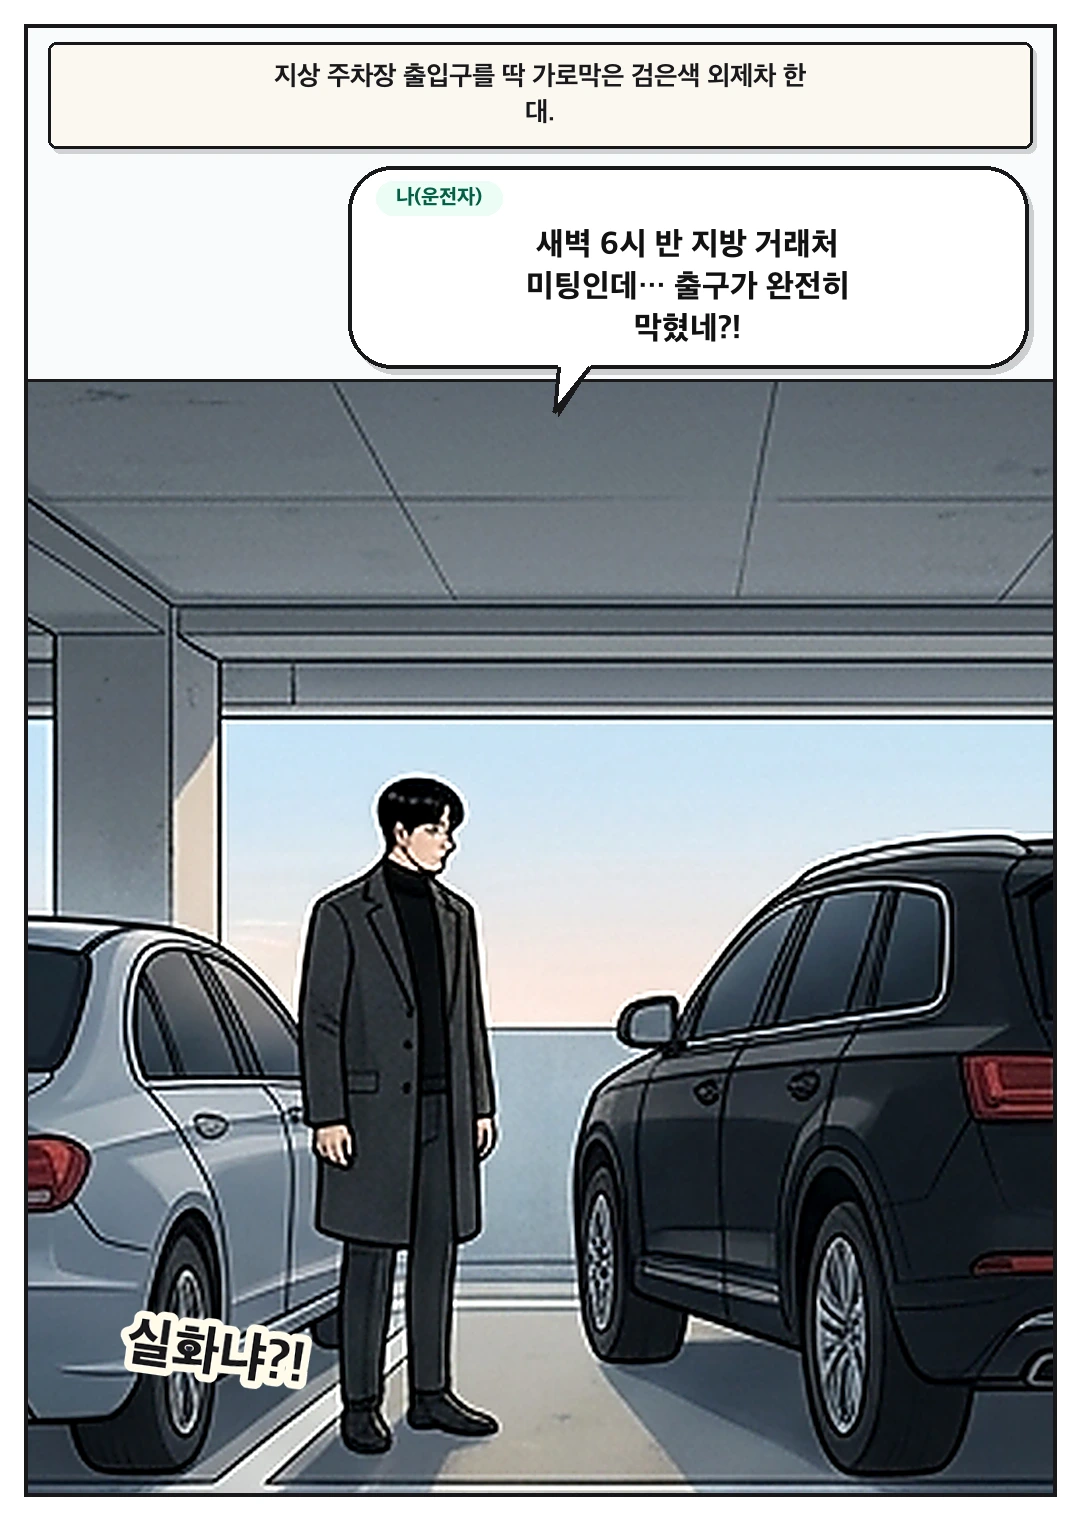 지상 주차장 출입구를 딱 가로막은 검은색 외제차 한
대.
나(운전자)
새벽 6시 반 지방 거래처
미팅인데… 출구가 완전히
막혔네?!
실화냐?!